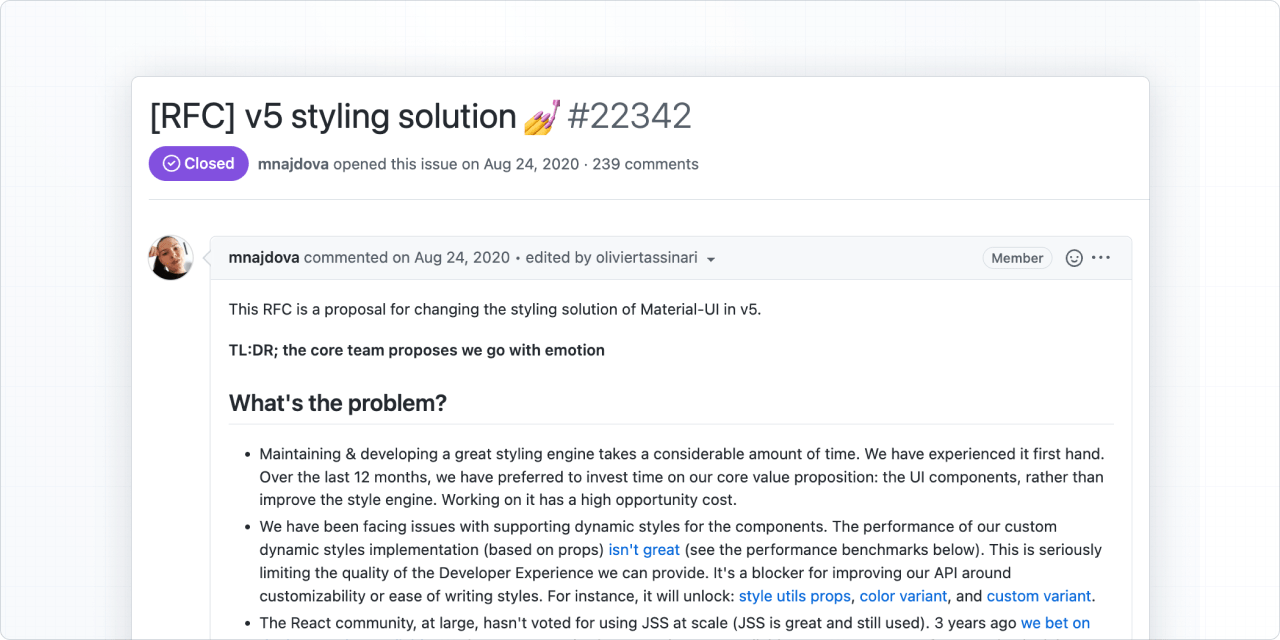 [RFC] v5 styling solution 💅 #22342
Closed mnajdova opened this issue on Aug 24, 2020 · 239 comments
mnajdova commented on Aug 24, 2020 • edited by oliviertassinari Member
This RFC is a proposal for changing the styling solution of Material-UI in v5.
TL:DR; the core team proposes we go with emotion
What's the problem?
• Maintaining & developing a great styling engine takes a considerable amount of time. We have experienced it first hand.
Over the last 12 months, we have preferred to invest time on our core value proposition: the UI components, rather than
improve the style engine. Working on it has a high opportunity cost.
• We have been facing issues with supporting dynamic styles for the components. The performance of our custom
dynamic styles implementation (based on props) isn't great (see the performance benchmarks below). This is seriously
limiting the quality of the Developer Experience we can provide. It's a blocker for improving our API around
customizability or ease of writing styles. For instance, it will unlock: style utils props, color variant, and custom variant.
• The React community, at large, hasn't voted for using JSS at scale (JSS is great and still used). 3 years ago we bet on